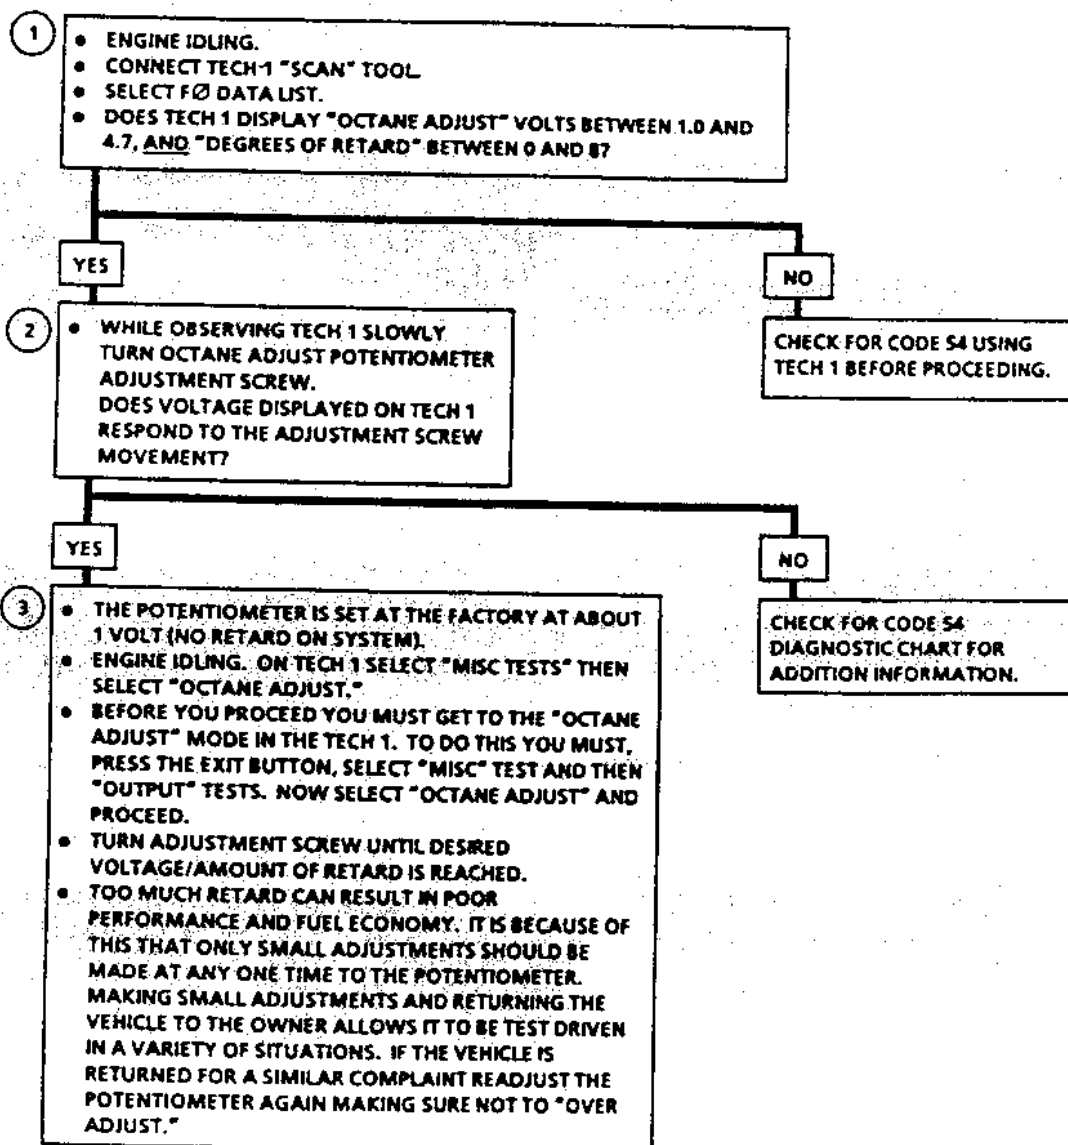 1
• ENGINE IDLING.
• CONNECT TECH-1 "SCAN" TOOL
• SELECT FØ DATA LIST.
• DOES TECH 1 DISPLAY "OCTANE ADJUST" VOLTS BETWEEN 1.0 AND
4.7, AND "DEGREES OF RETARD" BETWEEN 0 AND 8?
YES
NO
2
• WHILE OBSERVING TECH 1 SLOWLY
TURN OCTANE ADJUST POTENTIOMETER
ADJUSTMENT SCREW.
DOES VOLTAGE DISPLAYED ON TECH 1
RESPOND TO THE ADJUSTMENT SCREW
MOVEMENT?
CHECK FOR CODE 54 USING
TECH 1 BEFORE PROCEEDING.
YES
NO
3
• THE POTENTIOMETER IS SET AT THE FACTORY AT ABOUT
1 VOLT (NO RETARD ON SYSTEM).
• ENGINE IDLING. ON TECH 1 SELECT "MISC TESTS" THEN
SELECT "OCTANE ADJUST."
• BEFORE YOU PROCEED YOU MUST GET TO THE "OCTANE
ADJUST" MODE IN THE TECH 1. TO DO THIS YOU MUST,
PRESS THE EXIT BUTTON, SELECT "MISC" TEST AND THEN
"OUTPUT" TESTS. NOW SELECT "OCTANE ADJUST" AND
PROCEED.
• TURN ADJUSTMENT SCREW UNTIL DESIRED
VOLTAGE/AMOUNT OF RETARD IS REACHED.
• TOO MUCH RETARD CAN RESULT IN POOR
PERFORMANCE AND FUEL ECONOMY. IT IS BECAUSE OF
THIS THAT ONLY SMALL ADJUSTMENTS SHOULD BE
MADE AT ANY ONE TIME TO THE POTENTIOMETER.
MAKING SMALL ADJUSTMENTS AND RETURNING THE
VEHICLE TO THE OWNER ALLOWS IT TO BE TEST DRIVEN
IN A VARIETY OF SITUATIONS. IF THE VEHICLE IS
RETURNED FOR A SIMILAR COMPLAINT READJUST THE
POTENTIOMETER AGAIN MAKING SURE NOT TO "OVER
ADJUST."
CHECK FOR CODE 54
DIAGNOSTIC CHART FOR
ADDITION INFORMATION.